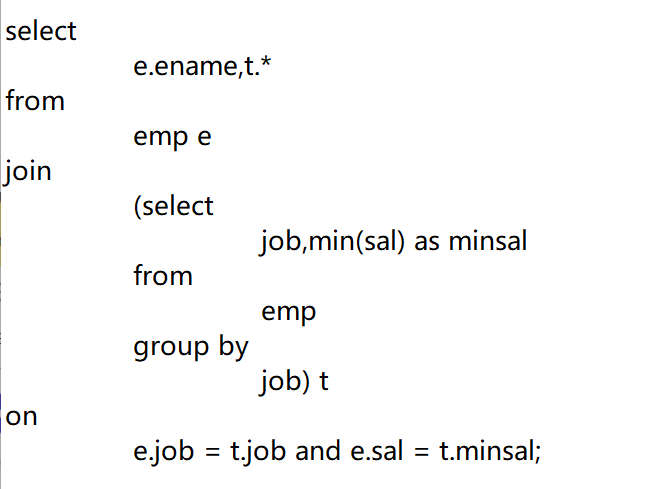 select
e.ename,t.*
from
emp e
join
(select
job,min(sal) as minsal
from
emp
group by
job) t
on
e.job = t.job and e.sal = t.minsal;